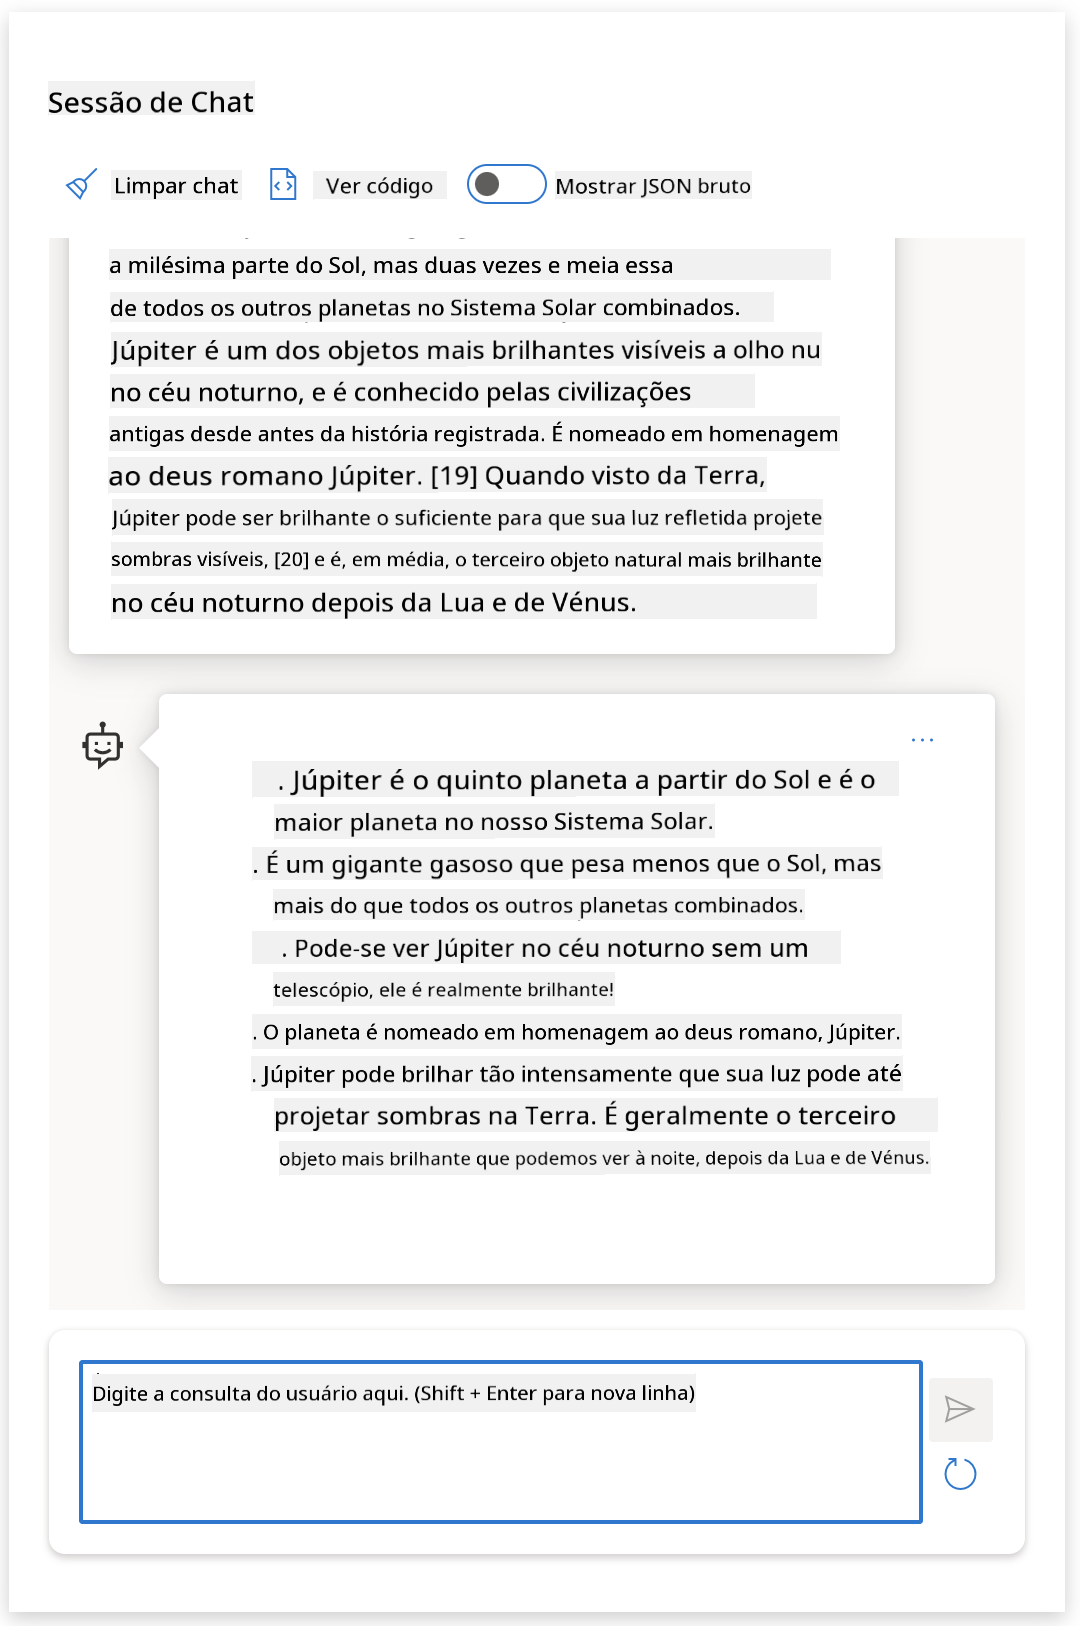 Sessão de Chat
Limpar chat
Ver código
Mostrar JSON bruto
a milésima parte do Sol, mas duas vezes e meia essa
de todos os outros planetas no Sistema Solar combinados.
Júpiter é um dos objetos mais brilhantes visíveis a olho nu
no céu noturno, e é conhecido pelas civilizações
antigas desde antes da história registrada. É nomeado em homenagem
ao deus romano Júpiter. [19] Quando visto da Terra,
Júpiter pode ser brilhante o suficiente para que sua luz refletida projete
sombras visíveis, [20] e é, em média, o terceiro objeto natural mais brilhante
no céu noturno depois da Lua e de Vénus.
...
. Júpiter é o quinto planeta a partir do Sol e é o
maior planeta no nosso Sistema Solar.
. É um gigante gasoso que pesa menos que o Sol, mas
mais do que todos os outros planetas combinados.
. Pode-se ver Júpiter no céu noturno sem um
telescópio, ele é realmente brilhante!
. O planeta é nomeado em homenagem ao deus romano, Júpiter.
. Júpiter pode brilhar tão intensamente que sua luz pode até
projetar sombras na Terra. É geralmente o terceiro
objeto mais brilhante que podemos ver à noite, depois da Lua e de Vénus.
Digite a consulta do usuário aqui. (Shift + Enter para nova linha)